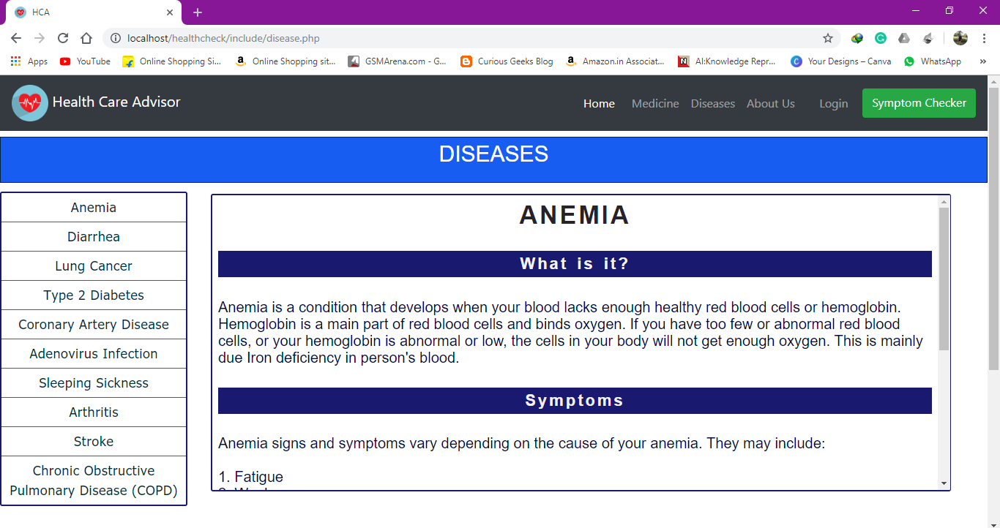 HCA
localhost/healthcheck/include/disease.php
Apps YouTube Online Shopping Si... Online Shopping sit... GSMArena.com - G... Curious Geeks Blog Amazon.in Associat... AI:Knowledge Repr... Your Designs – Canva WhatsApp »
Health Care Advisor Home Medicine Diseases About Us Login Symptom Checker
DISEASES
Anemia
Diarrhea
Lung Cancer
Type 2 Diabetes
Coronary Artery Disease
Adenovirus Infection
Sleeping Sickness
Arthritis
Stroke
Chronic Obstructive
Pulmonary Disease (COPD)
ANEMIA
What is it?
Anemia is a condition that develops when your blood lacks enough healthy red blood cells or hemoglobin.
Hemoglobin is a main part of red blood cells and binds oxygen. If you have too few or abnormal red blood
cells, or your hemoglobin is abnormal or low, the cells in your body will not get enough oxygen. This is mainly
due Iron deficiency in person's blood.
Symptoms
Anemia signs and symptoms vary depending on the cause of your anemia. They may include:
1. Fatigue